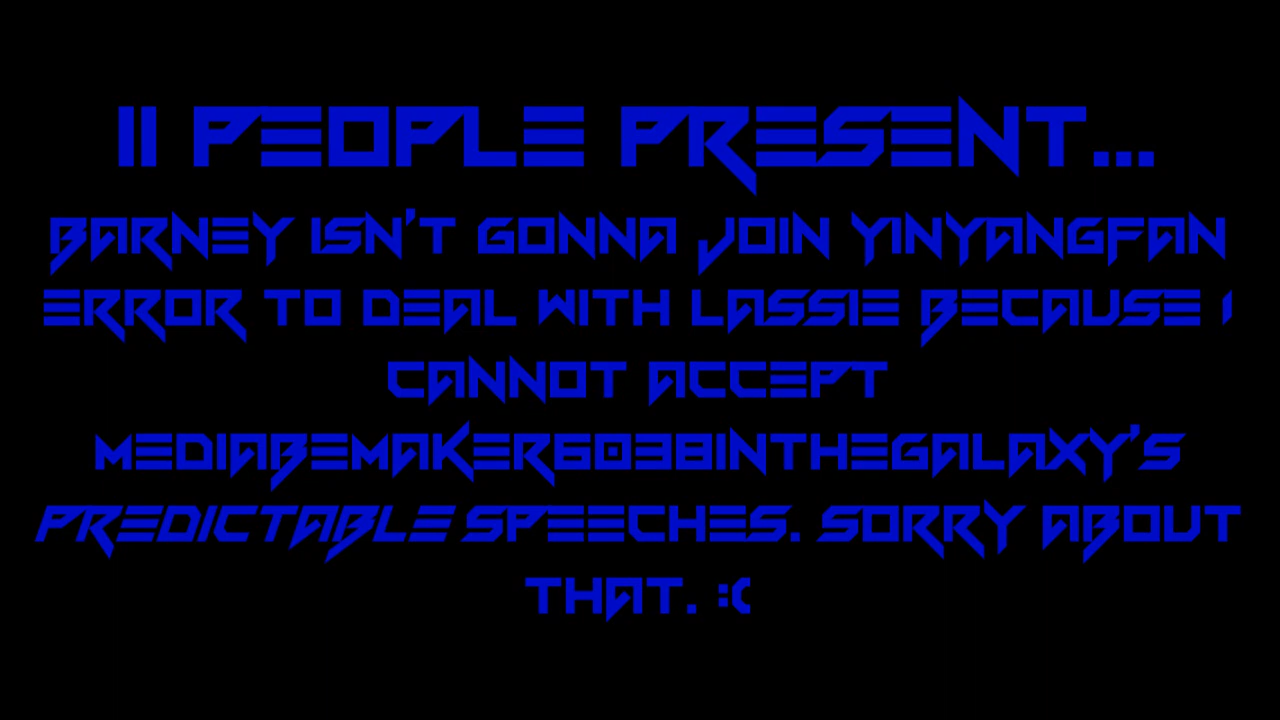 11 PEOPLE PRESENT...
BARNEY ISN'T GONNA JOIN YINYANGFAN
ERROR TO DEAL WITH LASSIE BECAUSE I
CANNOT ACCEPT
MEDIABEMAKER6038INTHEGALAXY'S
PREDICTABLE SPEECHES. SORRY ABOUT
THAT. :(